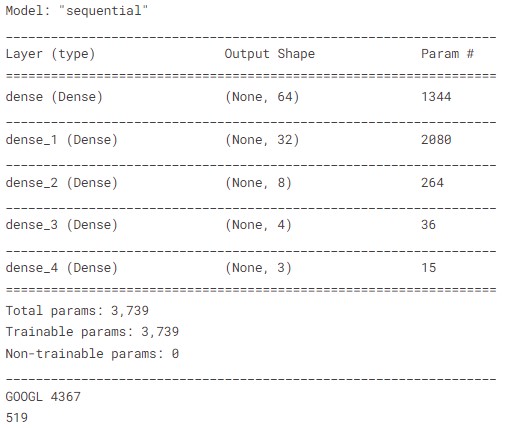 Model: "sequential"
_________________________________________________________________
Layer (type)                 Output Shape              Param #
=================================================================
dense (Dense)                (None, 64)                1344
_________________________________________________________________
dense_1 (Dense)              (None, 32)                2080
_________________________________________________________________
dense_2 (Dense)              (None, 8)                 264
_________________________________________________________________
dense_3 (Dense)              (None, 4)                 36
_________________________________________________________________
dense_4 (Dense)              (None, 3)                 15
=================================================================
Total params: 3,739
Trainable params: 3,739
Non-trainable params: 0
_________________________________________________________________
GOOGL 4367
519